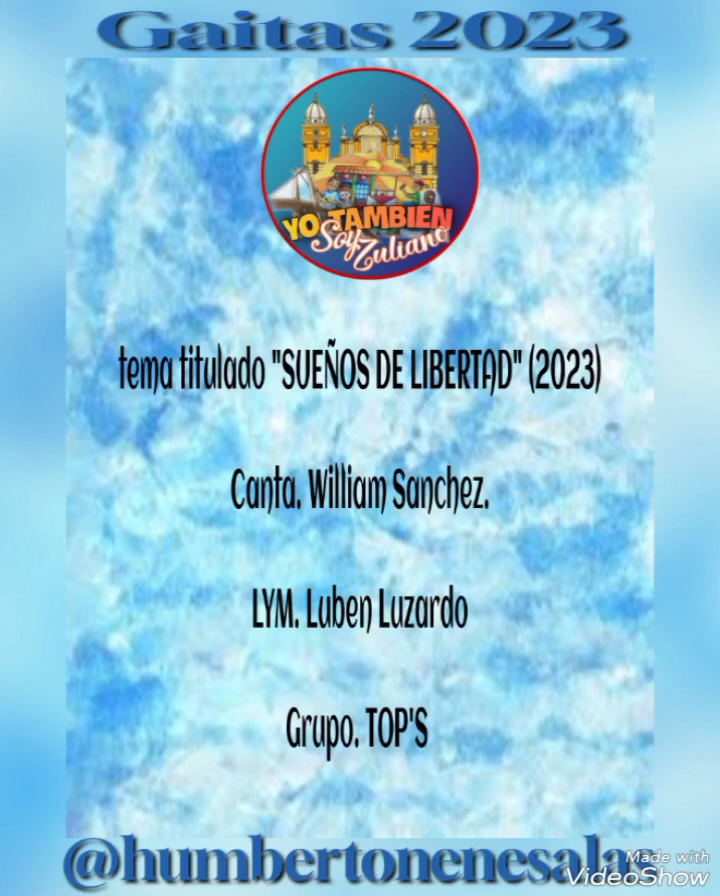 Gaitas 2023
YO TAMBIEN
Soy Zuliano
tema titulado "SUEÑOS DE LIBERTAD" (2023)
Canta. William Sanchez.
LYM. Luben Luzardo
Grupo. TOP'S
Made with
VideoShow